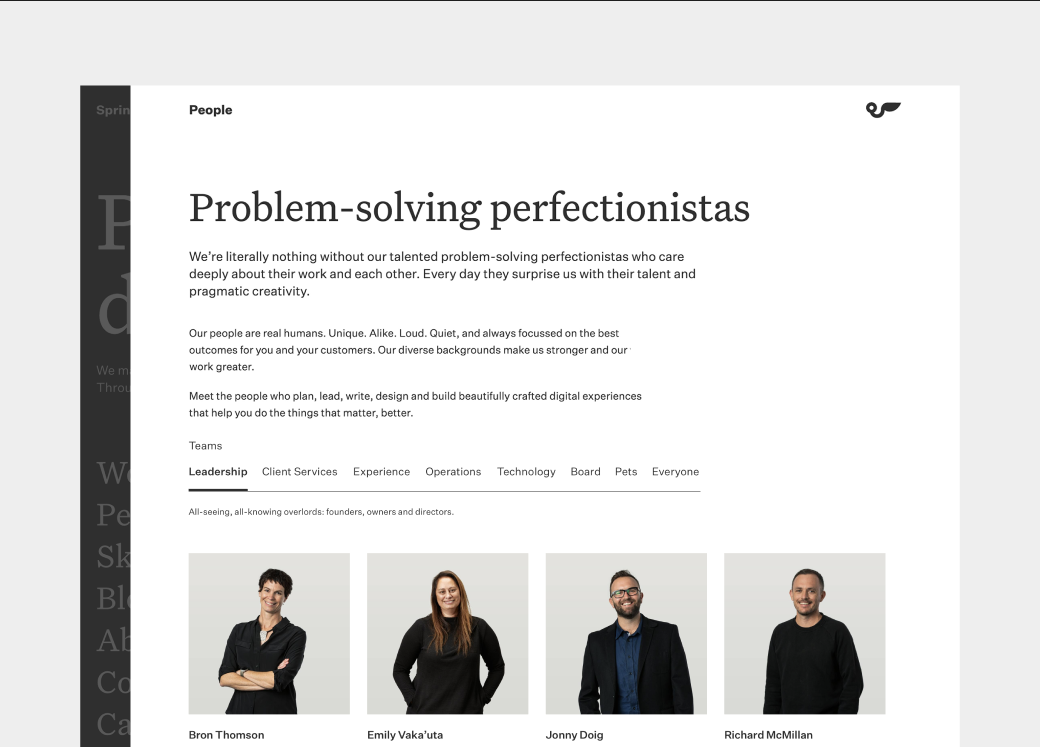 Sprin
People
P
d
We m
Throu
Problem-solving perfectionistas
We’re literally nothing without our talented problem-solving perfectionistas who care
deeply about their work and each other. Every day they surprise us with their talent and
pragmatic creativity.
Our people are real humans. Unique. Alike. Loud. Quiet, and always focussed on the best
outcomes for you and your customers. Our diverse backgrounds make us stronger and our
work greater.
Meet the people who plan, lead, write, design and build beautifully crafted digital experiences
that help you do the things that matter, better.
Teams
Leadership Client Services Experience Operations Technology Board Pets Everyone
All-seeing, all-knowing overlords: founders, owners and directors.
Wo
Pe
Sk
Blo
Ab
Co
Ca
Bron Thomson Emily Vaka’uta Jonny Doig Richard McMillan